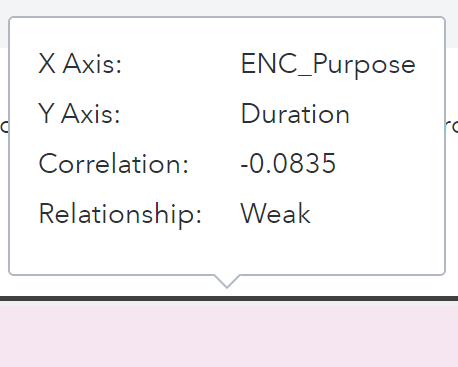 X Axis: ENC_Purpose
Y Axis: Duration
Correlation: -0.0835
Relationship: Weak